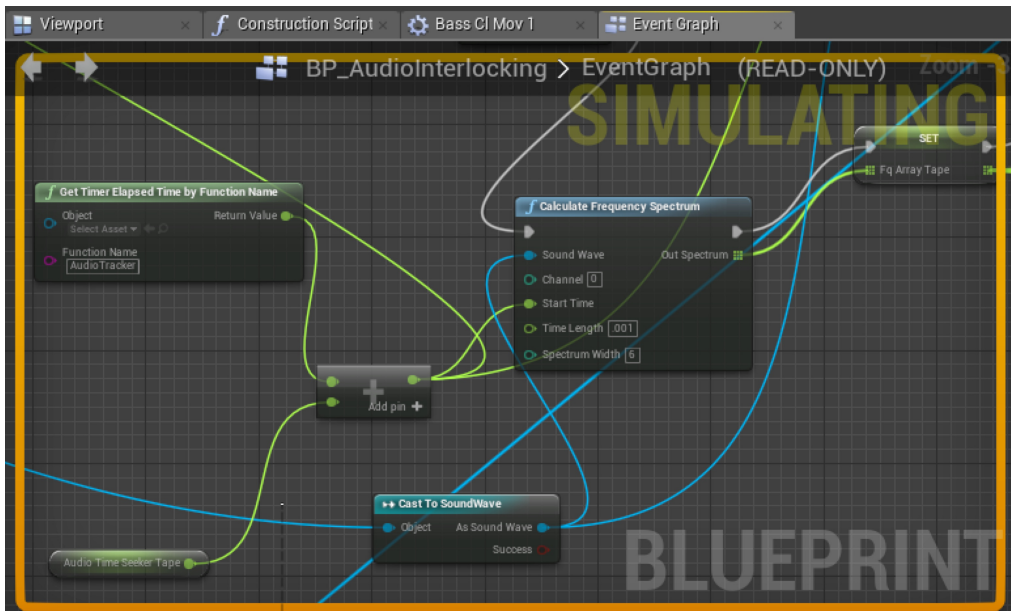 Viewport
Construction Script
Bass Cl Mov 1
Event Graph
BP_AudioInterlocking > EventGraph (READ-ONLY)
Zoom -3
SIMULATING
SET
Fq Array Tape
Get Timer Elapsed Time by Function Name
Object
Return Value
Select Asset
Function Name
AudioTracker
Calculate Frequency Spectrum
Sound Wave
Out Spectrum
Channel 0
Start Time
Time Length .001
Spectrum Width 6
Add pin +
Cast To SoundWave
Object
As Sound Wave
Success
Audio Time Seeker Tape
BLUEPRINT